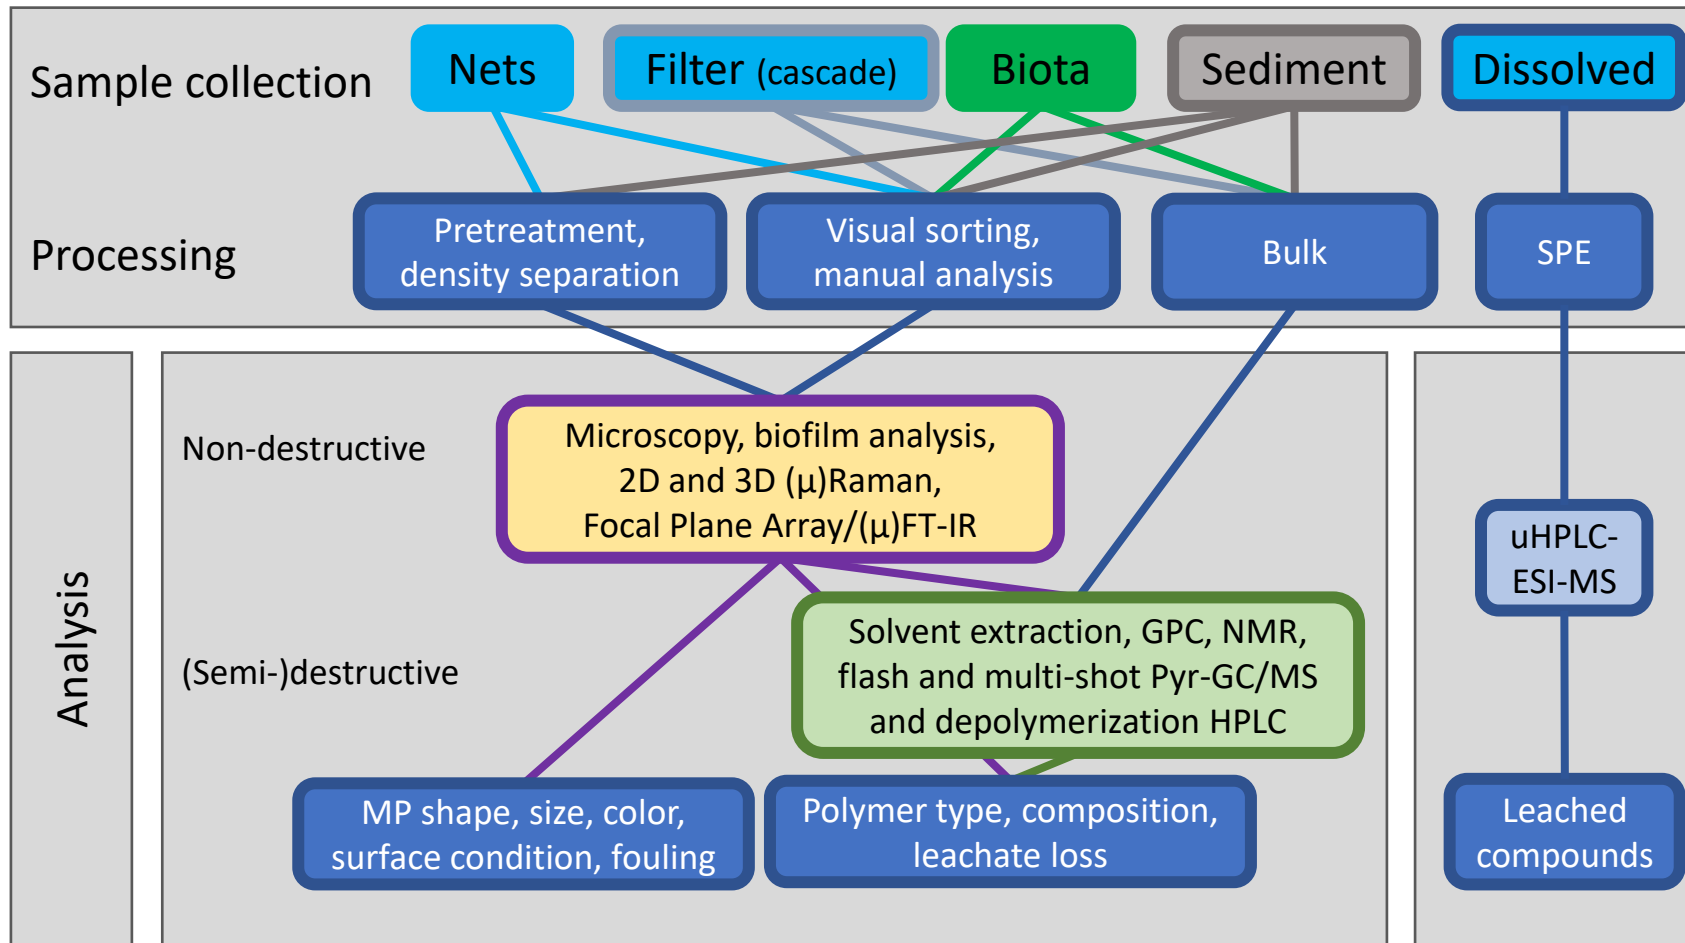 Sample collection
Nets
Filter (cascade)
Biota
Sediment
Dissolved
Processing
Pretreatment,
density separation
Visual sorting,
manual analysis
Bulk
SPE
Analysis
Non-destructive
Microscopy, biofilm analysis,
2D and 3D (μ)Raman,
Focal Plane Array/(μ)FT-IR
uHPLC-
ESI-MS
(Semi-)destructive
Solvent extraction, GPC, NMR,
flash and multi-shot Pyr-GC/MS
and depolymerization HPLC
MP shape, size, color,
surface condition, fouling
Polymer type, composition,
leachate loss
Leached
compounds